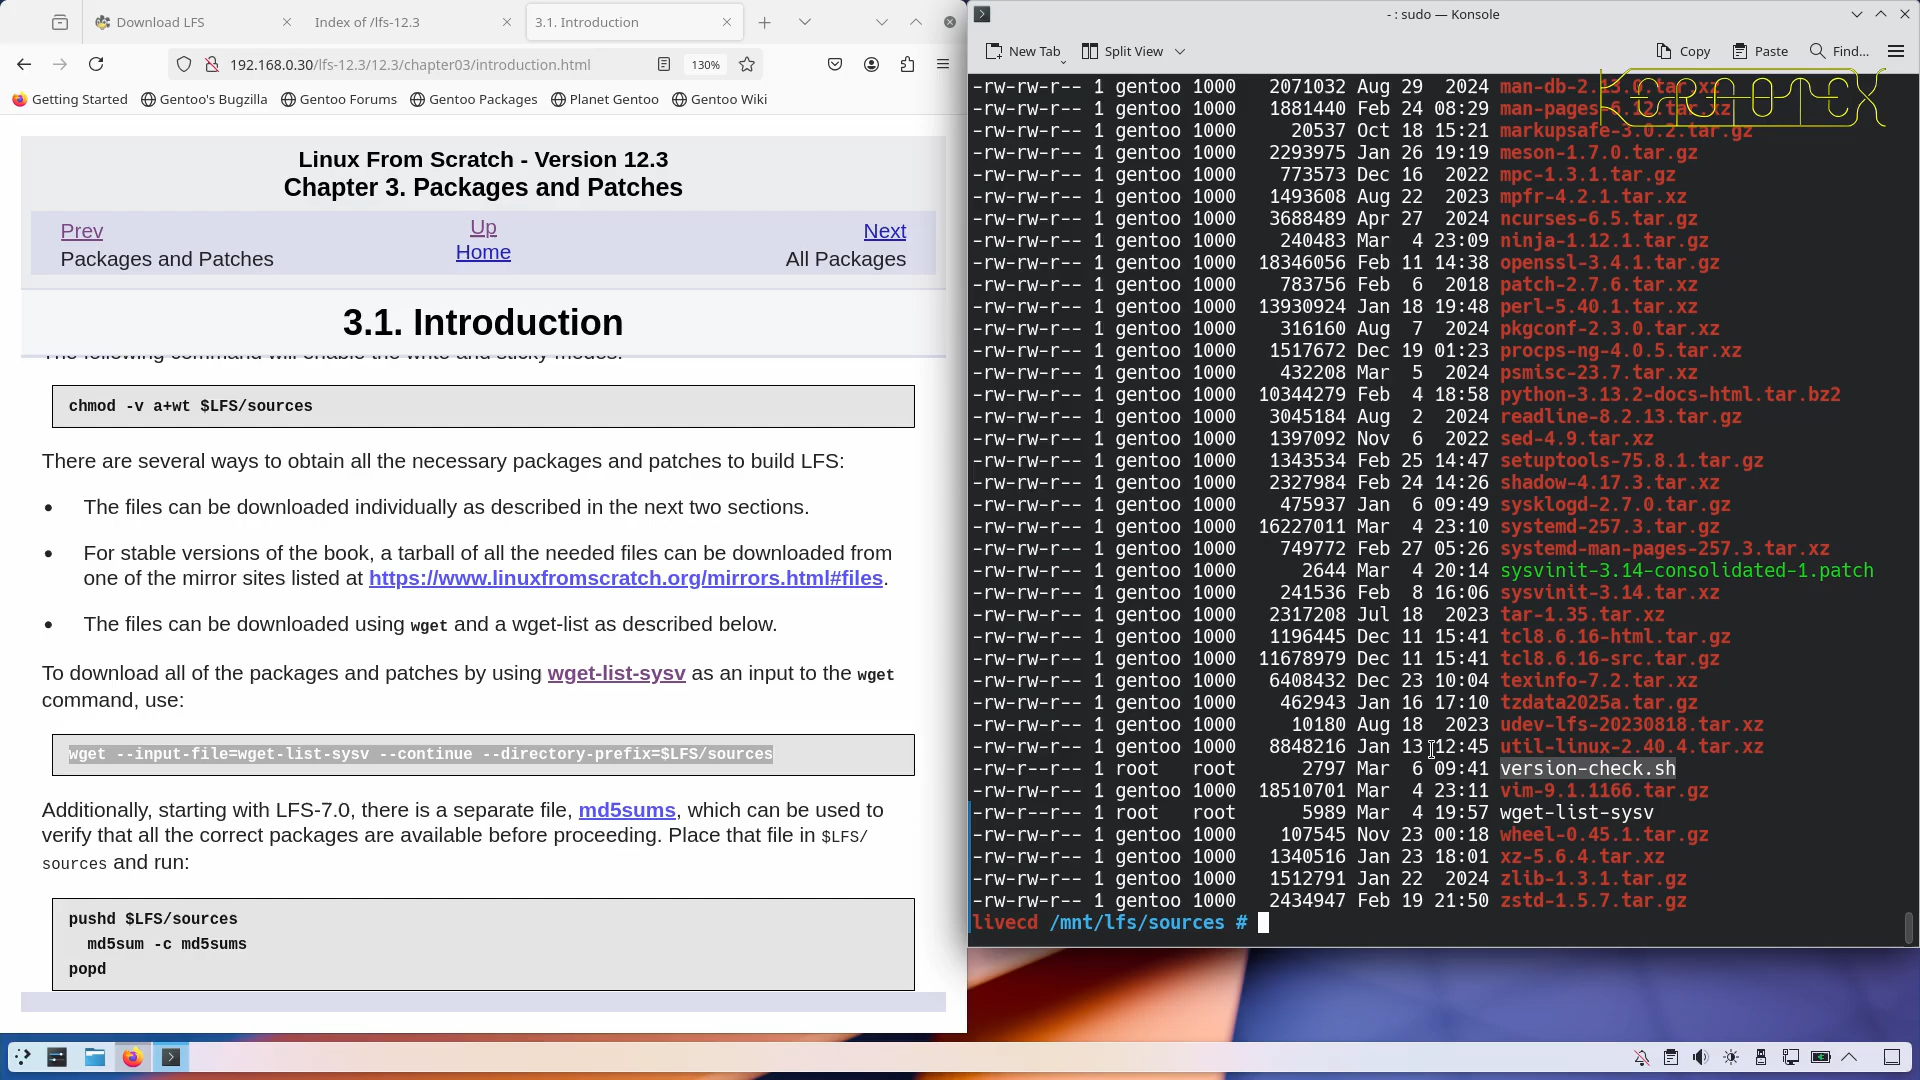 Download LFS
Index of /lfs-12.3
3.1. Introduction
192.168.0.30/lfs-12.3/12.3/chapter03/introduction.html
130%
Getting Started
Gentoo's Bugzilla
Gentoo Forums
Gentoo Packages
Planet Gentoo
Gentoo Wiki
Linux From Scratch - Version 12.3
Chapter 3. Packages and Patches
Prev
Up
Next
Packages and Patches
Home
All Packages
3.1. Introduction
The following command will enable the write and sticky modes:
chmod -v a+wt $LFS/sources
There are several ways to obtain all the necessary packages and patches to build LFS:
• The files can be downloaded individually as described in the next two sections.
• For stable versions of the book, a tarball of all the needed files can be downloaded from
one of the mirror sites listed at https://www.linuxfromscratch.org/mirrors.html#files.
• The files can be downloaded using wget and a wget-list as described below.
To download all of the packages and patches by using wget-list-sysv as an input to the wget
command, use:
wget --input-file=wget-list-sysv --continue --directory-prefix=$LFS/sources
Additionally, starting with LFS-7.0, there is a separate file, md5sums, which can be used to
verify that all the correct packages are available before proceeding. Place that file in $LFS/
sources and run:
pushd $LFS/sources
md5sum -c md5sums
popd
- : sudo — Konsole
New Tab
Split View
Copy
Paste
Find...
KernoteX
-rw-rw-r-- 1 gentoo 1000 2071032 Aug 29 2024 man-db-2.13.0.tar.xz
-rw-rw-r-- 1 gentoo 1000 1881440 Feb 24 08:29 man-pages-6.12.tar.xz
-rw-rw-r-- 1 gentoo 1000 20537 Oct 18 15:21 markupsafe-3.0.2.tar.gz
-rw-rw-r-- 1 gentoo 1000 2293975 Jan 26 19:19 meson-1.7.0.tar.gz
-rw-rw-r-- 1 gentoo 1000 773573 Dec 16 2022 mpc-1.3.1.tar.gz
-rw-rw-r-- 1 gentoo 1000 1493608 Aug 22 2023 mpfr-4.2.1.tar.xz
-rw-rw-r-- 1 gentoo 1000 3688489 Apr 27 2024 ncurses-6.5.tar.gz
-rw-rw-r-- 1 gentoo 1000 240483 Mar 4 23:09 ninja-1.12.1.tar.gz
-rw-rw-r-- 1 gentoo 1000 18346056 Feb 11 14:38 openssl-3.4.1.tar.gz
-rw-rw-r-- 1 gentoo 1000 783756 Feb 6 2018 patch-2.7.6.tar.xz
-rw-rw-r-- 1 gentoo 1000 13930924 Jan 18 19:48 perl-5.40.1.tar.xz
-rw-rw-r-- 1 gentoo 1000 316160 Aug 7 2024 pkgconf-2.3.0.tar.xz
-rw-rw-r-- 1 gentoo 1000 1517672 Dec 19 01:23 procps-ng-4.0.5.tar.xz
-rw-rw-r-- 1 gentoo 1000 432208 Mar 5 2024 psmisc-23.7.tar.xz
-rw-rw-r-- 1 gentoo 1000 10344279 Feb 4 18:58 python-3.13.2-docs-html.tar.bz2
-rw-rw-r-- 1 gentoo 1000 3045184 Aug 2 2024 readline-8.2.13.tar.gz
-rw-rw-r-- 1 gentoo 1000 1397092 Nov 6 2022 sed-4.9.tar.xz
-rw-rw-r-- 1 gentoo 1000 1343534 Feb 25 14:47 setuptools-75.8.1.tar.gz
-rw-rw-r-- 1 gentoo 1000 2327984 Feb 24 14:26 shadow-4.17.3.tar.xz
-rw-rw-r-- 1 gentoo 1000 475937 Jan 6 09:49 sysklogd-2.7.0.tar.gz
-rw-rw-r-- 1 gentoo 1000 16227011 Mar 4 23:10 systemd-257.3.tar.gz
-rw-rw-r-- 1 gentoo 1000 749772 Feb 27 05:26 systemd-man-pages-257.3.tar.xz
-rw-rw-r-- 1 gentoo 1000 2644 Mar 4 20:14 sysvinit-3.14-consolidated-1.patch
-rw-rw-r-- 1 gentoo 1000 241536 Feb 8 16:06 sysvinit-3.14.tar.xz
-rw-rw-r-- 1 gentoo 1000 2317208 Jul 18 2023 tar-1.35.tar.xz
-rw-rw-r-- 1 gentoo 1000 1196445 Dec 11 15:41 tcl8.6.16-html.tar.gz
-rw-rw-r-- 1 gentoo 1000 11678979 Dec 11 15:41 tcl8.6.16-src.tar.gz
-rw-rw-r-- 1 gentoo 1000 6408432 Dec 23 10:04 texinfo-7.2.tar.xz
-rw-rw-r-- 1 gentoo 1000 462943 Jan 16 17:10 tzdata2025a.tar.gz
-rw-rw-r-- 1 gentoo 1000 10180 Aug 18 2023 udev-lfs-20230818.tar.xz
-rw-rw-r-- 1 gentoo 1000 8848216 Jan 13 12:45 util-linux-2.40.4.tar.xz
-rw-r--r-- 1 root root 2797 Mar 6 09:41 version-check.sh
-rw-rw-r-- 1 gentoo 1000 18510701 Mar 4 23:11 vim-9.1.1166.tar.gz
-rw-r--r-- 1 root root 5989 Mar 4 19:57 wget-list-sysv
-rw-rw-r-- 1 gentoo 1000 107545 Nov 23 00:18 wheel-0.45.1.tar.gz
-rw-rw-r-- 1 gentoo 1000 1340516 Jan 23 18:01 xz-5.6.4.tar.xz
-rw-rw-r-- 1 gentoo 1000 1512791 Jan 22 2024 zlib-1.3.1.tar.gz
-rw-rw-r-- 1 gentoo 1000 2434947 Feb 19 21:50 zstd-1.5.7.tar.gz
livecd /mnt/lfs/sources #